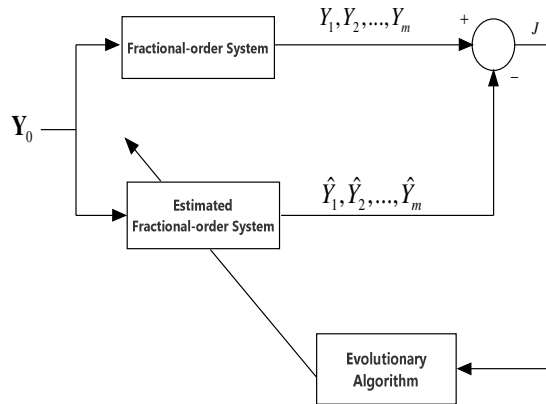 Y₁, Y₂, ..., Yₘ
+
J
Fractional-order System
−
Y₀
Estimated
Fractional-order System
Ŷ₁, Ŷ₂, ..., Ŷₘ
Evolutionary
Algorithm